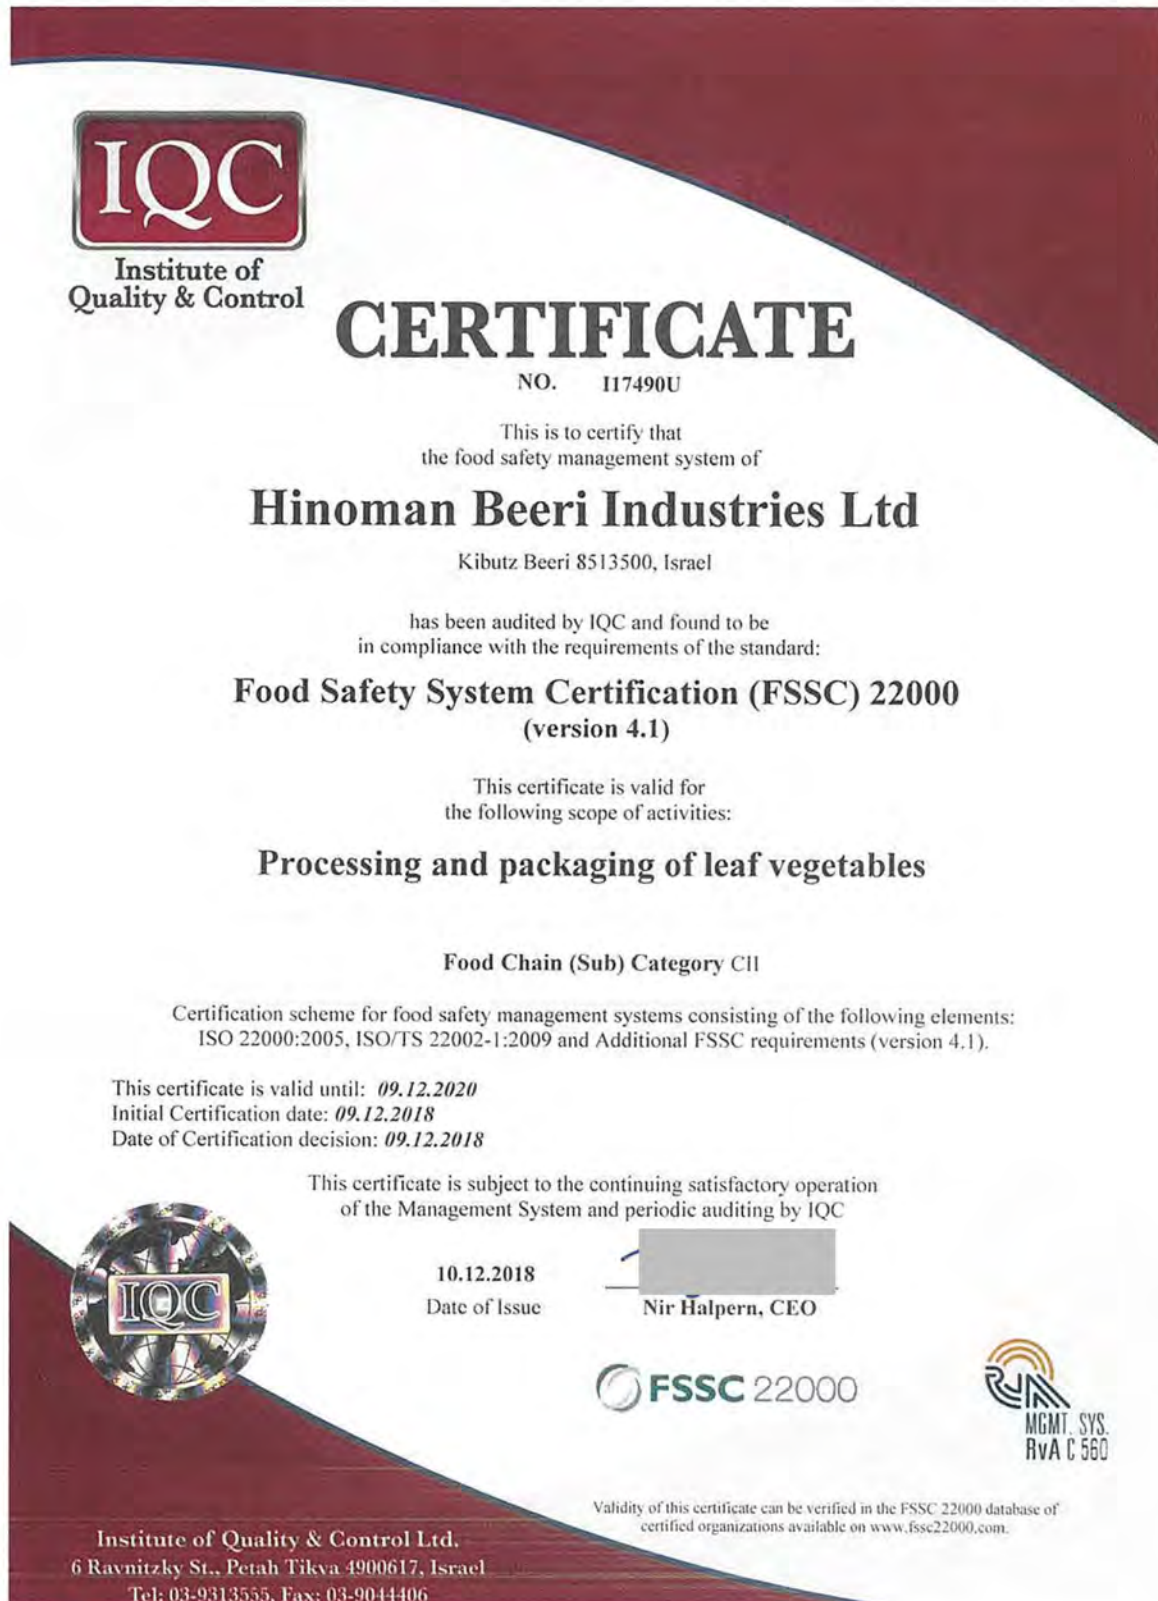 IQC
Institute of
Quality & Control
CERTIFICATE
NO. I17490U
This is to certify that
the food safety management system of
Hinoman Beeri Industries Ltd
Kibutz Beeri 8513500, Israel
has been audited by IQC and found to be
in compliance with the requirements of the standard:
Food Safety System Certification (FSSC) 22000
(version 4.1)
This certificate is valid for
the following scope of activities:
Processing and packaging of leaf vegetables
Food Chain (Sub) Category CII
Certification scheme for food safety management systems consisting of the following elements:
ISO 22000:2005, ISO/TS 22002-1:2009 and Additional FSSC requirements (version 4.1).
This certificate is valid until: 09.12.2020
Initial Certification date: 09.12.2018
Date of Certification decision: 09.12.2018
This certificate is subject to the continuing satisfactory operation
of the Management System and periodic auditing by IQC
IQC
10.12.2018
Date of Issue
Nir Halpern, CEO
FSSC 22000
RvA
MGMT. SYS.
RvA C 560
Validity of this certificate can be verified in the FSSC 22000 database of
certified organizations available on www.fssc22000.com.
Institute of Quality & Control Ltd.
6 Ravnitzky St., Petah Tikva 4900617, Israel
Tel: 03-9313555, Fax: 03-9044406